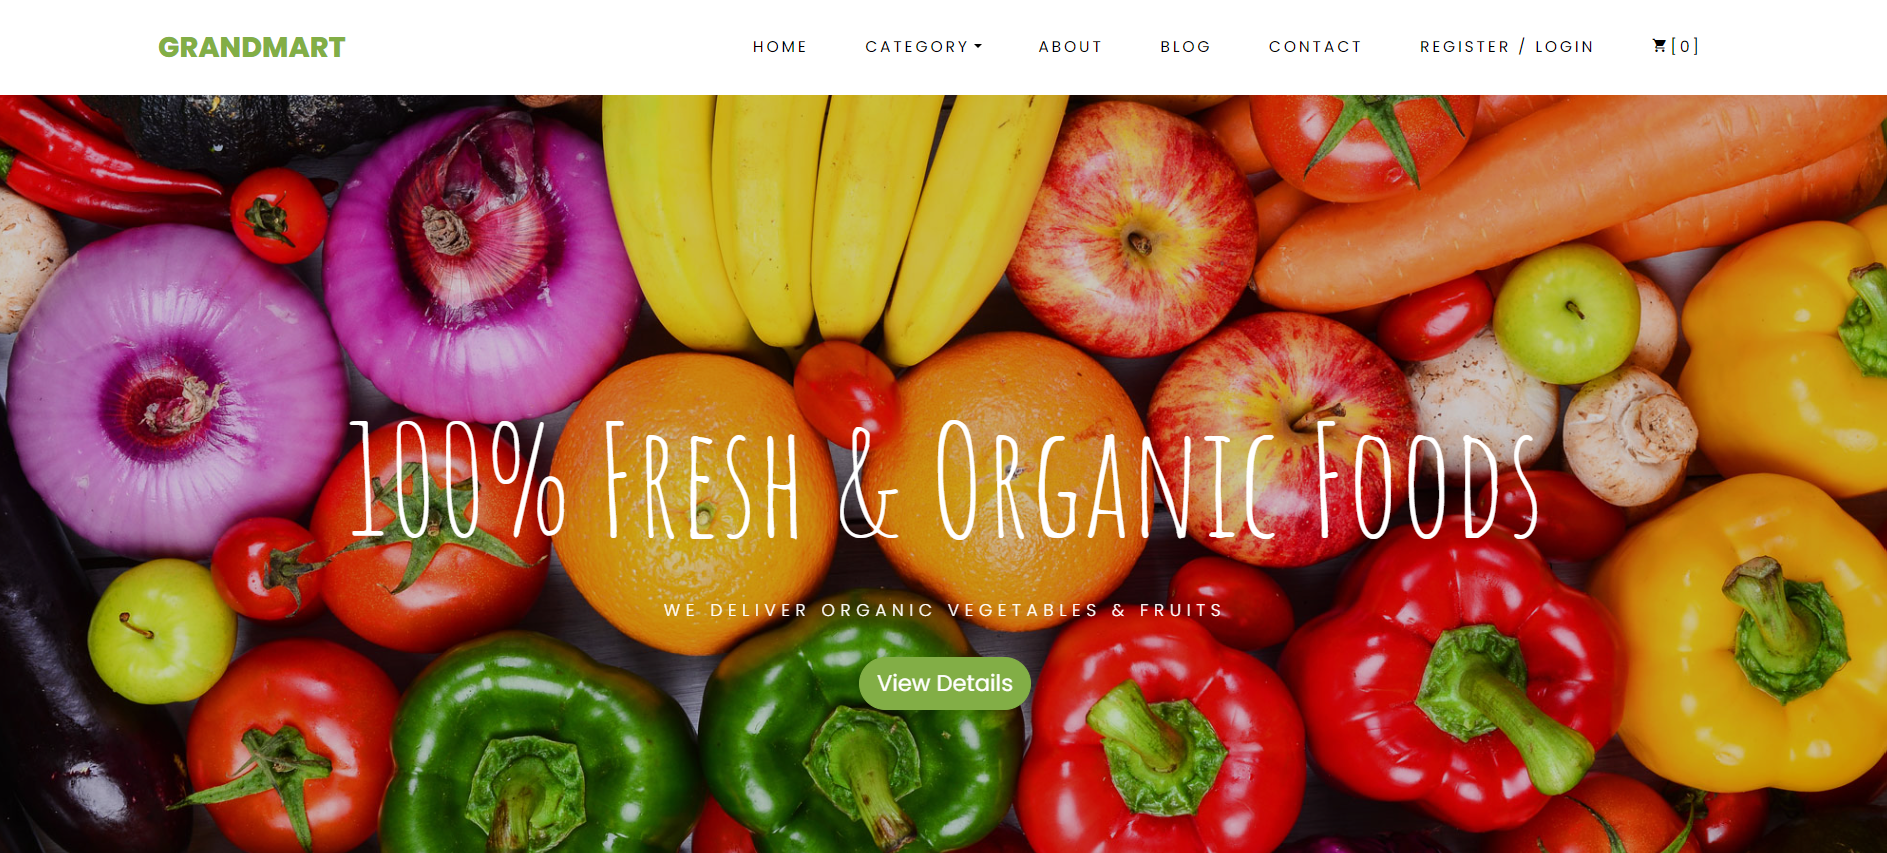 GRANDMART
HOME CATEGORY ABOUT BLOG CONTACT REGISTER / LOGIN [0]
100% Fresh & Organic Foods
WE DELIVER ORGANIC VEGETABLES & FRUITS
View Details